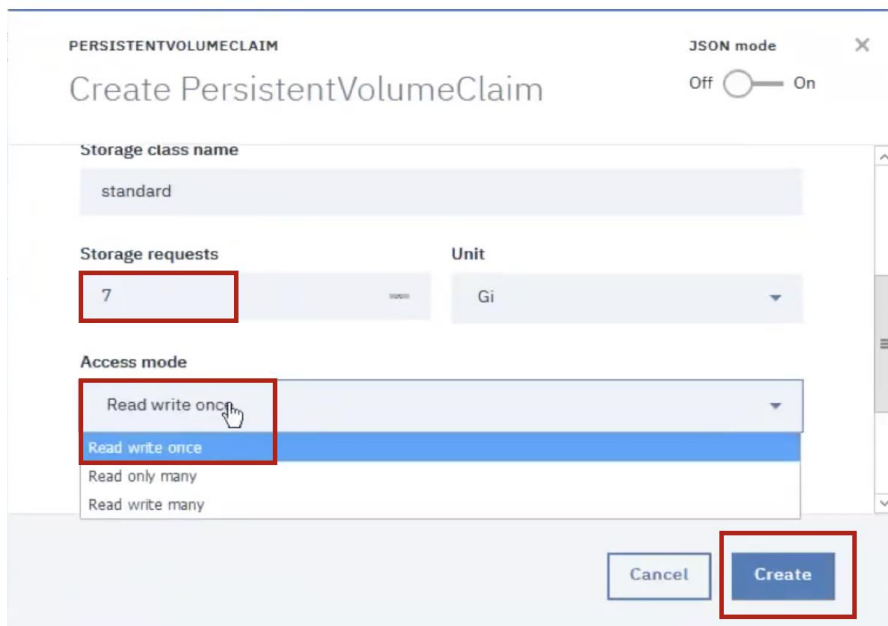 PERSISTENTVOLUMECLAIM
JSON mode
Create PersistentVolumeClaim
Off On
Storage class name
standard
Storage requests
Unit
7
Gi
Access mode
Read write once
Read write once
Read only many
Read write many
Cancel
Create